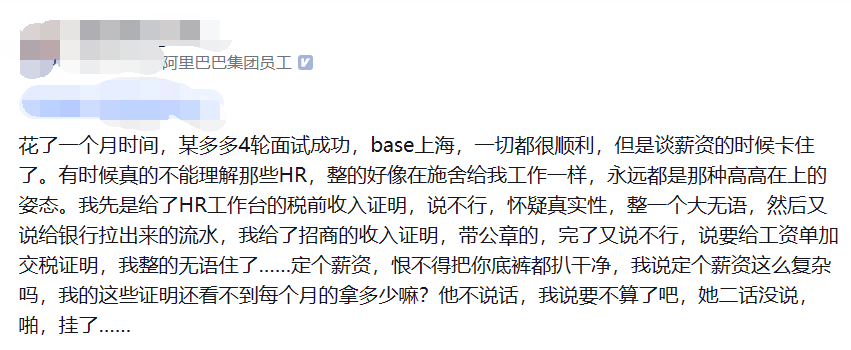 阿里巴巴集团员工
花了一个月时间，某多多4轮面试成功，base上海，一切都很顺利，但是谈薪资的时候卡住
了。有时候真的不能理解那些HR，整的好像在施舍给我工作一样，永远都是那种高高在上的
姿态。我先是给了HR工作台的税前收入证明，说不行，怀疑真实性，整一个大无语，然后又
说给银行拉出来的流水，我给了招商的收入证明，带公章的，完了又说不行，说要给工资单加
交税证明，我整的无语住了......定个薪资，恨不得把你底裤都扒干净，我说定个薪资这么复杂
吗，我的这些证明还看不到每个月的拿多少嘛？他不说话，我说要不算了吧，她二话没说，
啪，挂了......